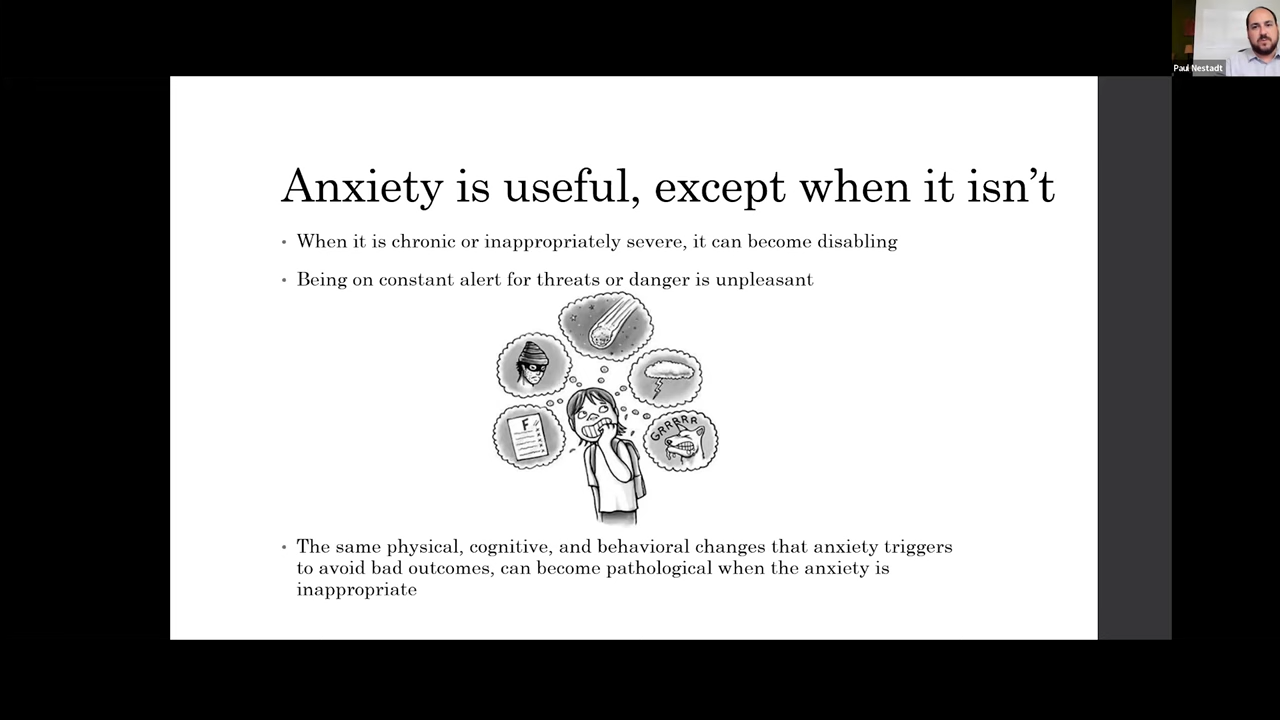 Paul Nestadt
Anxiety is useful, except when it isn’t
• When it is chronic or inappropriately severe, it can become disabling
• Being on constant alert for threats or danger is unpleasant
F
GRRRRR
• The same physical, cognitive, and behavioral changes that anxiety triggers
to avoid bad outcomes, can become pathological when the anxiety is
inappropriate